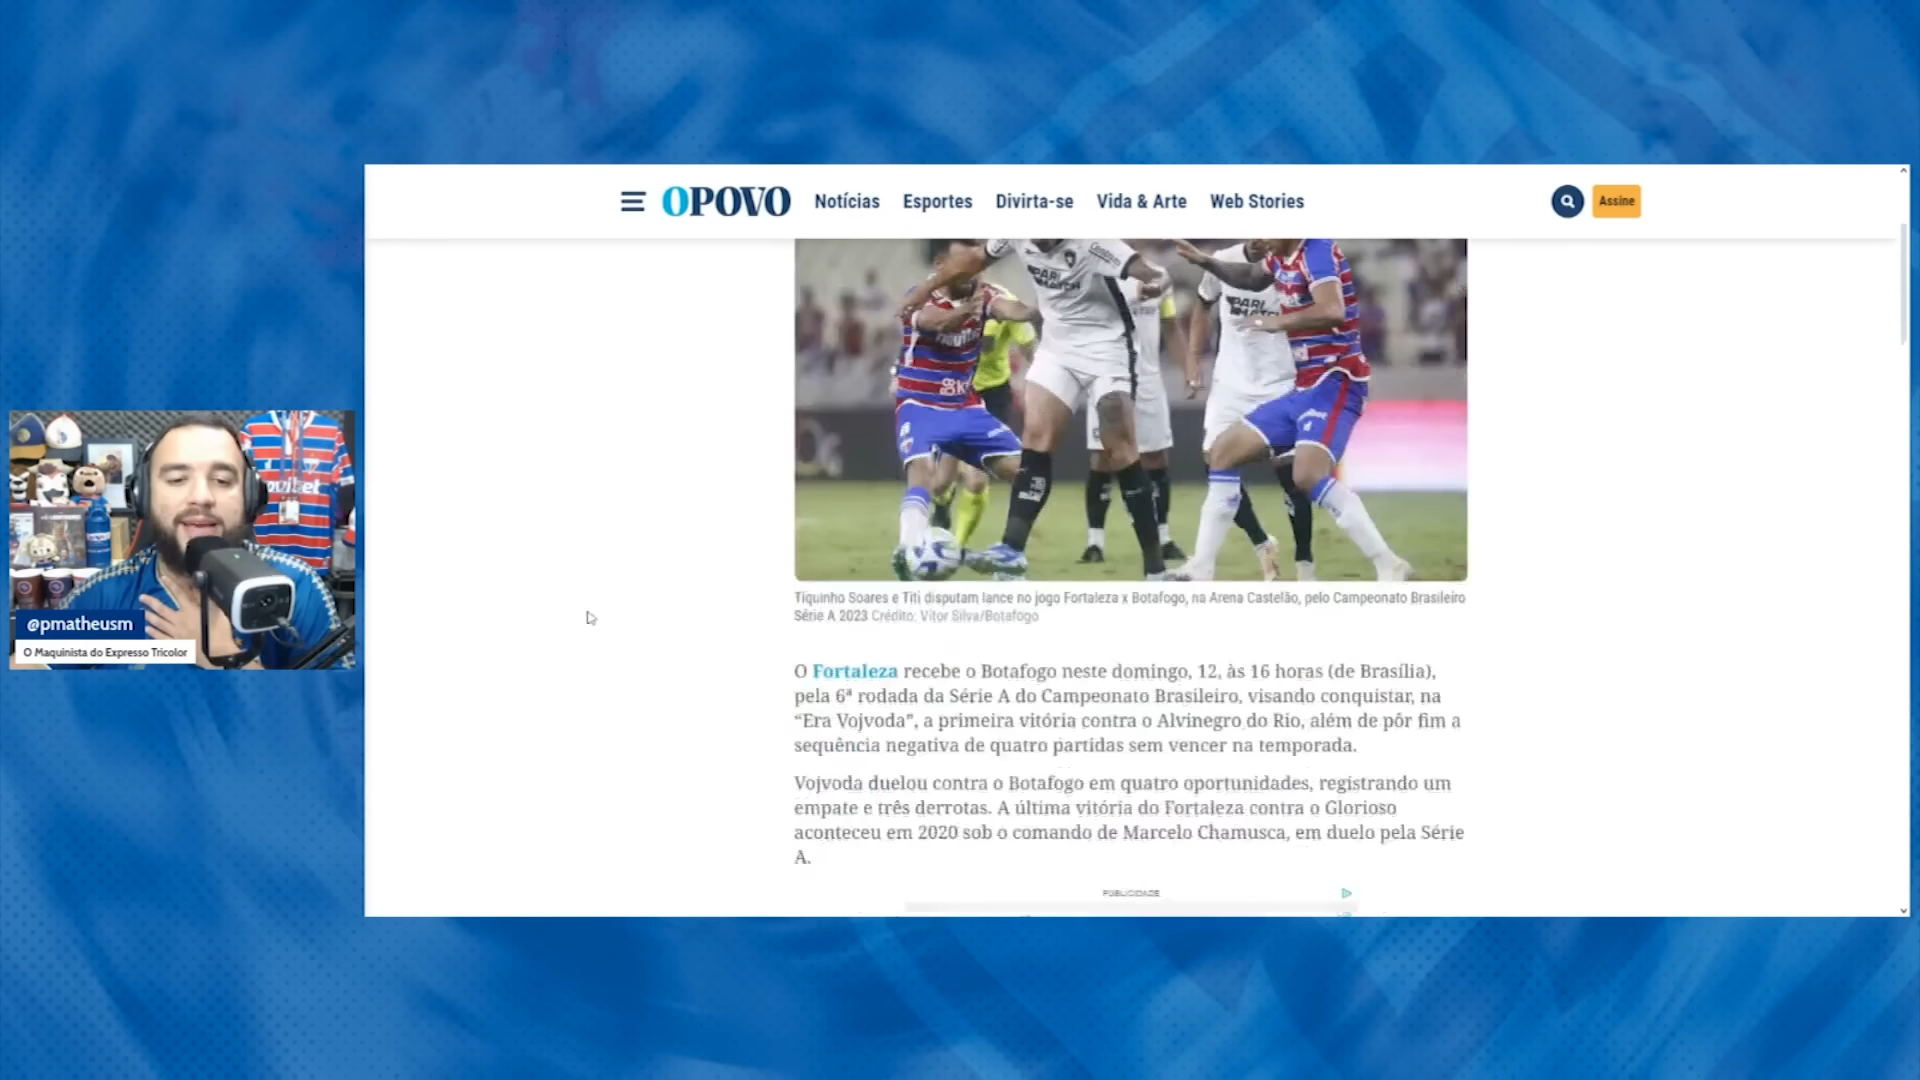 OPOVO
Notícias Esportes Divirta-se Vida & Arte Web Stories
Assine
PARI MATCH
PARI MATCH
Tiquinho Soares e Titi disputam lance no jogo Fortaleza x Botafogo, na Arena Castelão, pelo Campeonato Brasileiro
Série A 2023 Crédito: Vítor Silva/Botafogo
O Fortaleza recebe o Botafogo neste domingo, 12, às 16 horas (de Brasília),
pela 6ª rodada da Série A do Campeonato Brasileiro, visando conquistar, na
“Era Vojvoda”, a primeira vitória contra o Alvinegro do Rio, além de pôr fim a
sequência negativa de quatro partidas sem vencer na temporada.
Vojvoda duelou contra o Botafogo em quatro oportunidades, registrando um
empate e três derrotas. A última vitória do Fortaleza contra o Glorioso
aconteceu em 2020 sob o comando de Marcelo Chamusca, em duelo pela Série
A.
PUBLICIDADE
@pmatheusm
O Maquinista do Expresso Tricolor